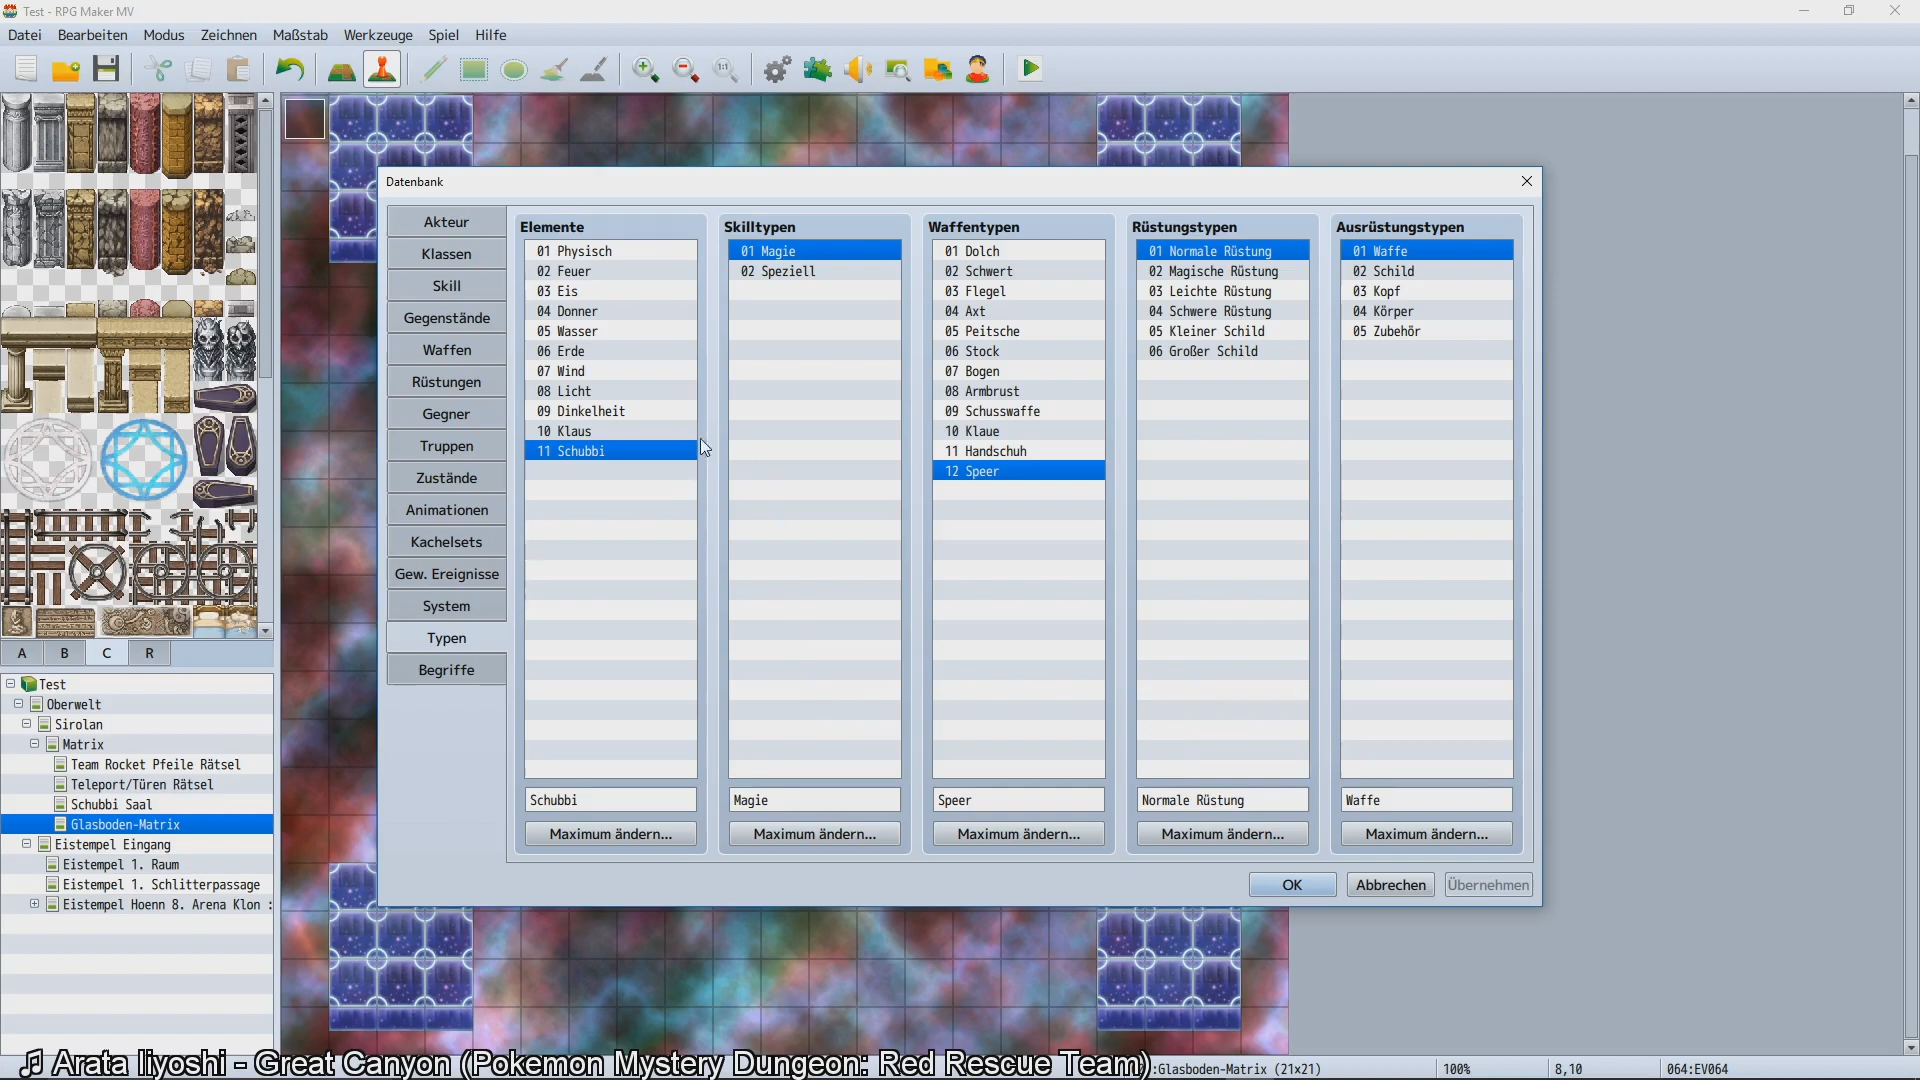 Test - RPG Maker MV
Datei Bearbeiten Modus Zeichnen Maßstab Werkzeuge Spiel Hilfe
1:1
Datenbank
Akteur
Klassen
Skill
Gegenstände
Waffen
Rüstungen
Gegner
Truppen
Zustände
Animationen
Kachelsets
Gew. Ereignisse
System
Typen
Begriffe
Elemente
01 Physisch
02 Feuer
03 Eis
04 Donner
05 Wasser
06 Erde
07 Wind
08 Licht
09 Dinkelheit
10 Klaus
11 Schubbi
Schubbi
Maximum ändern...
Skilltypen
01 Magie
02 Speziell
Magie
Maximum ändern...
Waffentypen
01 Dolch
02 Schwert
03 Flegel
04 Axt
05 Peitsche
06 Stock
07 Bogen
08 Armbrust
09 Schusswaffe
10 Klaue
11 Handschuh
12 Speer
Speer
Maximum ändern...
Rüstungstypen
01 Normale Rüstung
02 Magische Rüstung
03 Leichte Rüstung
04 Schwere Rüstung
05 Kleiner Schild
06 Großer Schild
Normale Rüstung
Maximum ändern...
Ausrüstungstypen
01 Waffe
02 Schild
03 Kopf
04 Körper
05 Zubehör
Waffe
Maximum ändern...
OK Abbrechen Übernehmen
A B C R
Test
Oberwelt
Sirolan
Matrix
Team Rocket Pfeile Rätsel
Teleport/Türen Rätsel
Schubbi Saal
Glasboden-Matrix
Eistempel Eingang
Eistempel 1. Raum
Eistempel 1. Schlitterpassage
Eistempel Hoenn 8. Arena Klon :
♫ Arata Iiyoshi - Great Canyon (Pokemon Mystery Dungeon: Red Rescue Team)
:Glasboden-Matrix (21x21) 100% 8,10 064:EV064